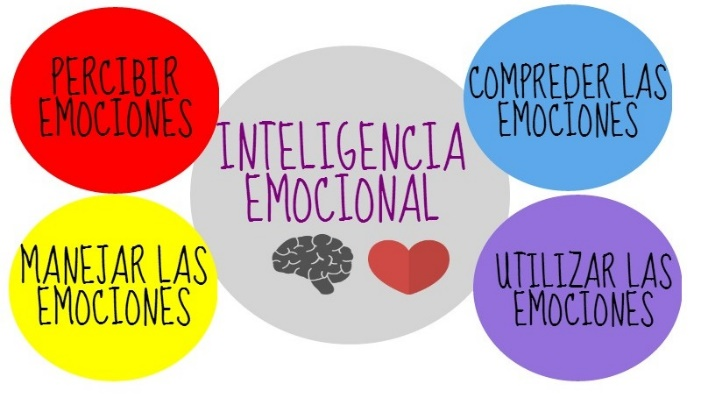 PERCIBIR
EMOCIONES
COMPREDER LAS
EMOCIONES
INTELIGENCIA
EMOCIONAL
MANEJAR LAS
EMOCIONES
UTILIZAR LAS
EMOCIONES